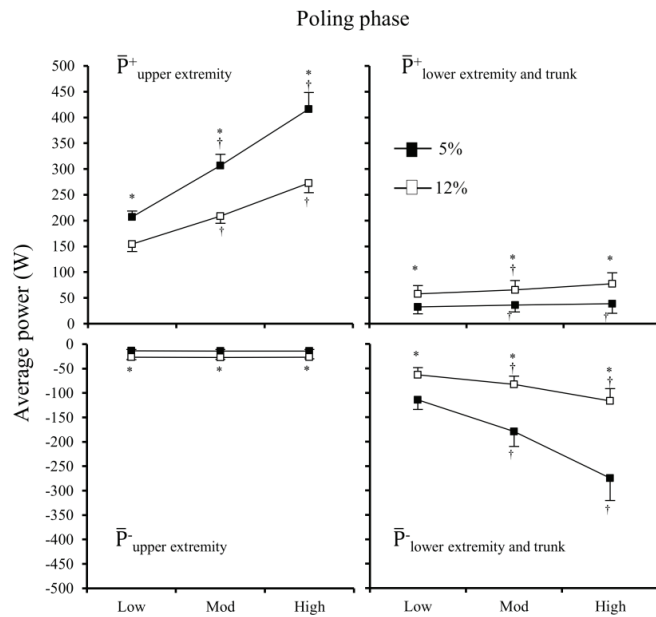 Poling phase
Average power (W)
P̄⁺ upper extremity
P̄⁺ lower extremity and trunk
500
450
400
350
300
250
200
150
100
50
0
* * † * †
† †
5%
12%
* * † *
† †
0
-50
-100
-150
-200
-250
-300
-350
-400
-450
-500
* * *
* * † * †
† †
P̄⁻ upper extremity
P̄⁻ lower extremity and trunk
Low Mod High
Low Mod High